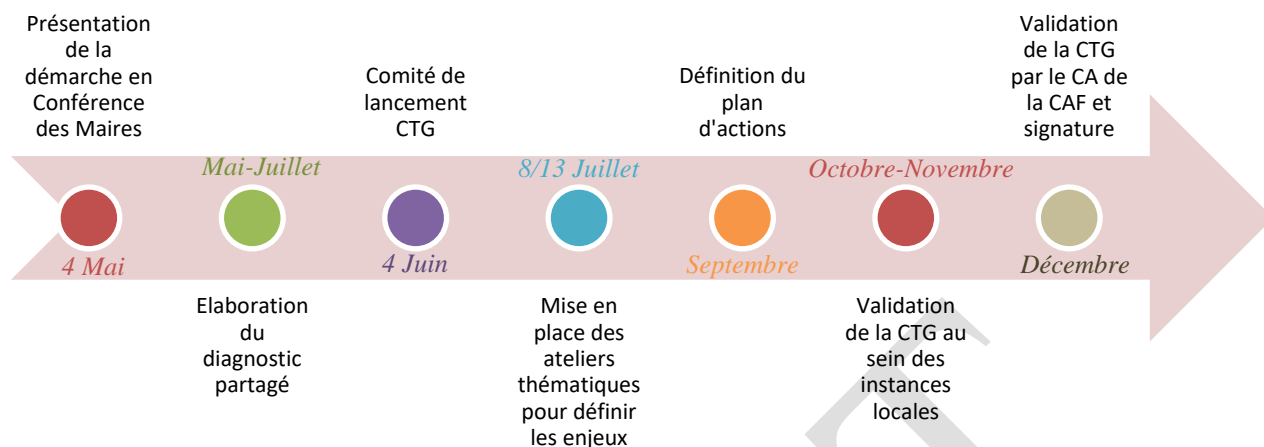 Présentation
de la
démarche en
Conférence
des Maires
4 Mai
Mai-Juillet
Elaboration
du
diagnostic
partagé
Comité de
lancement
CTG
4 Juin
8/13 Juillet
Mise en
place des
ateliers
thématiques
pour définir
les enjeux
Définition du
plan
d'actions
Septembre
Octobre-Novembre
Validation
de la CTG au
sein des
instances
locales
Validation
de la CTG
par le CA de
la CAF et
signature
Décembre